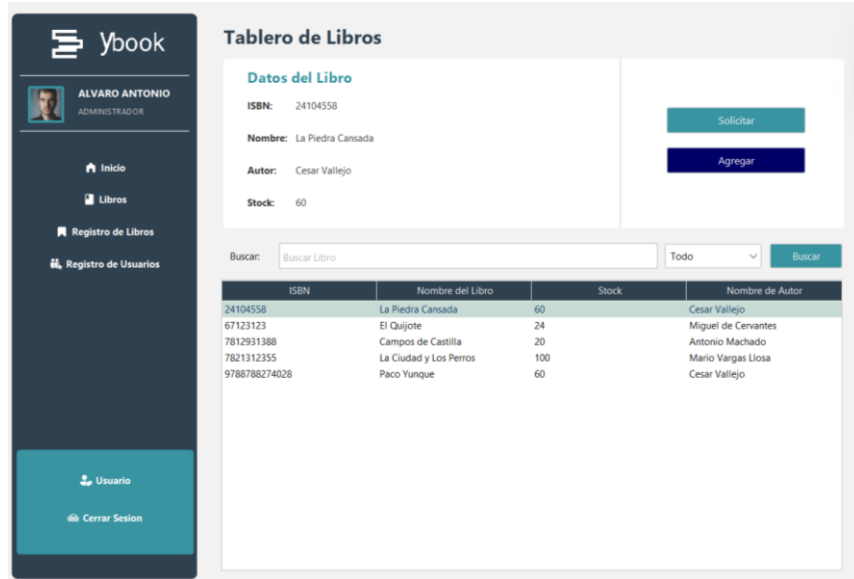 Ybook
ALVARO ANTONIO
ADMINISTRADOR
Inicio
Libros
Registro de Libros
Registro de Usuarios
Usuario
Cerrar Sesion
Tablero de Libros
Datos del Libro
ISBN: 24104558
Nombre: La Piedra Cansada
Autor: Cesar Vallejo
Stock: 60
Solicitar
Agregar
Buscar: Buscar Libro Todo Buscar
ISBN Nombre del Libro Stock Nombre de Autor
24104558 La Piedra Cansada 60 Cesar Vallejo
67123123 El Quijote 24 Miguel de Cervantes
7812931388 Campos de Castilla 20 Antonio Machado
7821312355 La Ciudad y Los Perros 100 Mario Vargas Llosa
9788788274028 Paco Yunque 60 Cesar Vallejo